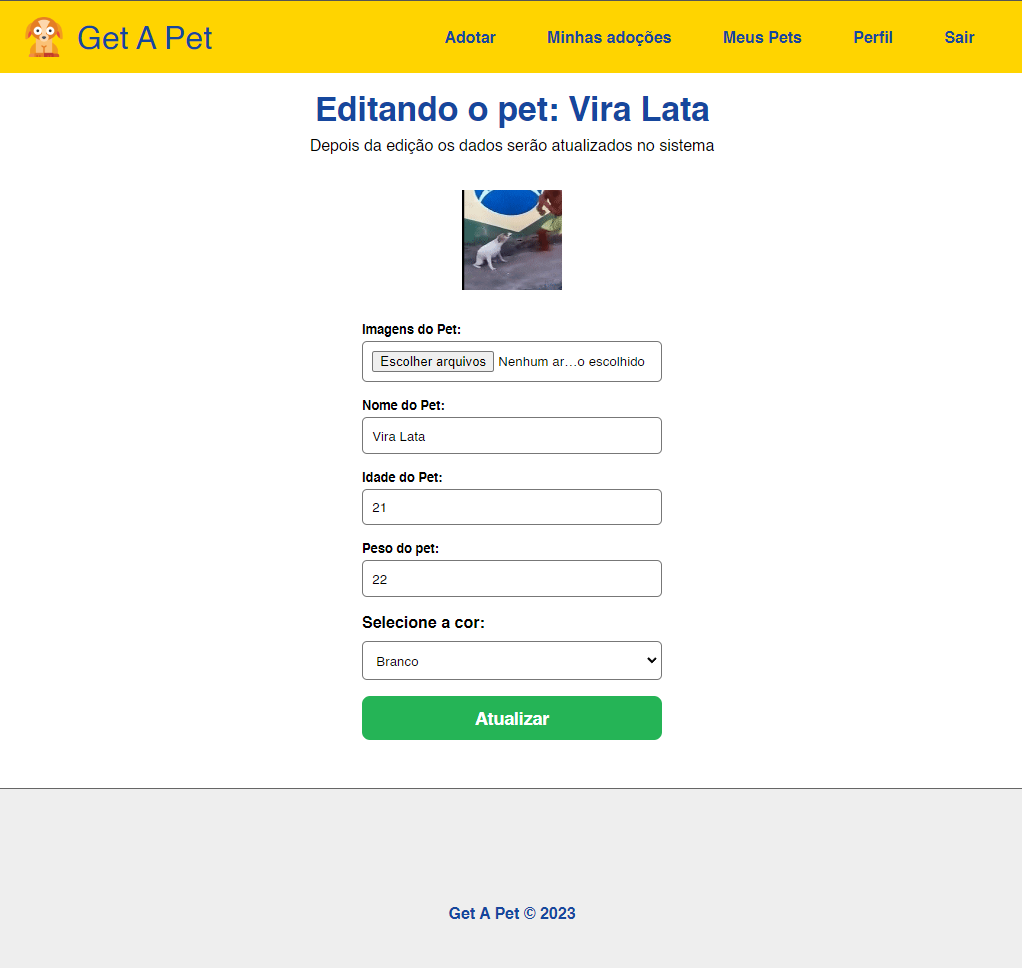 Get A Pet
Adotar
Minhas adoções
Meus Pets
Perfil
Sair
Editando o pet: Vira Lata
Depois da edição os dados serão atualizados no sistema
Imagens do Pet:
Escolher arquivos Nenhum ar…o escolhido
Nome do Pet:
Vira Lata
Idade do Pet:
21
Peso do pet:
22
Selecione a cor:
Branco
Atualizar
Get A Pet © 2023